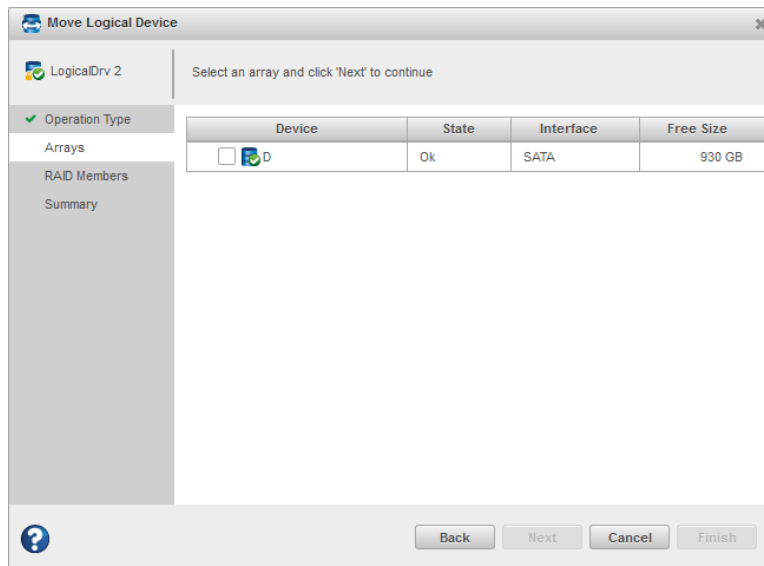 Move Logical Device
LogicalDrv 2
Select an array and click 'Next' to continue
Operation Type
Arrays
RAID Members
Summary
Device State Interface Free Size
D Ok SATA 930 GB
Back Next Cancel Finish